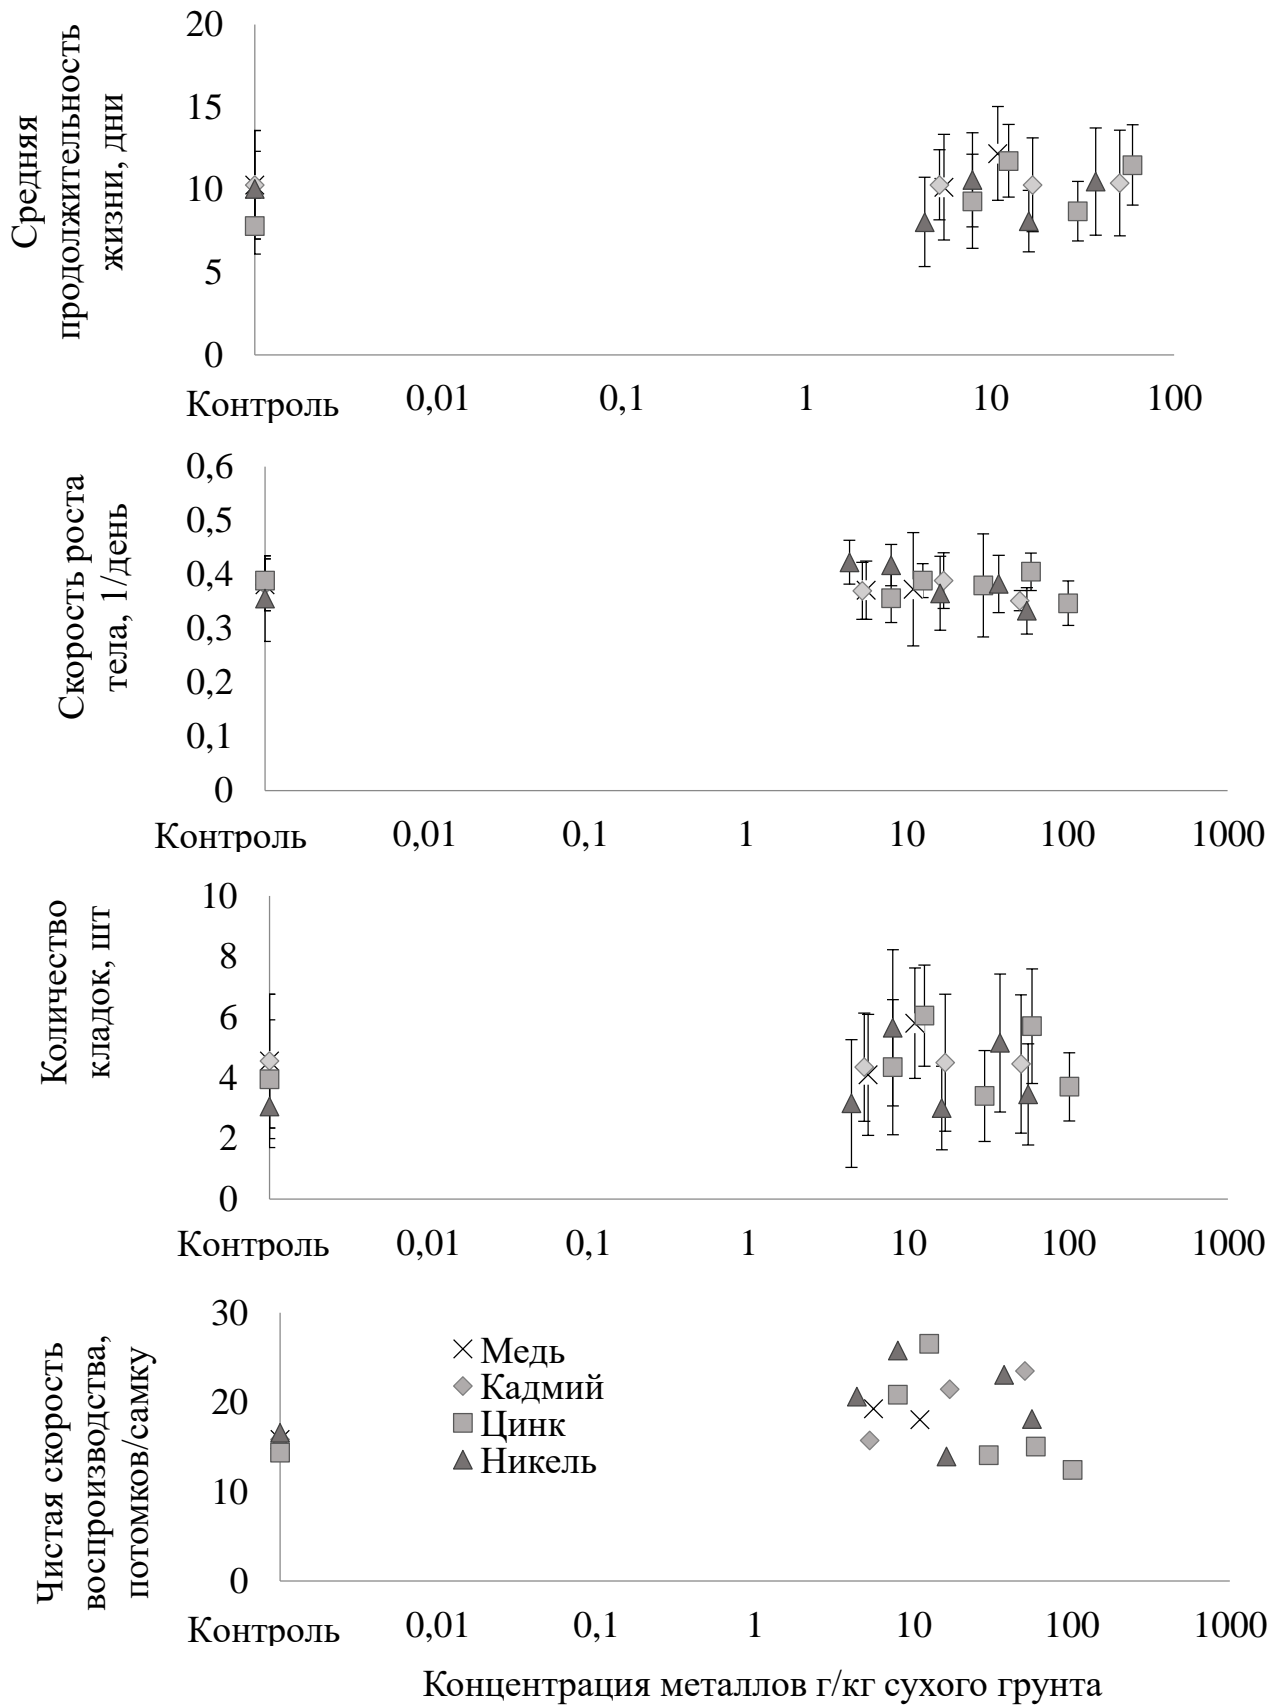 Средняя
продолжительность
жизни, дни
20
15
10
5
0
Контроль 0,01 0,1 1 10 100
Скорость роста
тела, 1/день
0,6
0,5
0,4
0,3
0,2
0,1
0
Контроль 0,01 0,1 1 10 100 1000
Количество
кладок, шт
10
8
6
4
2
0
Контроль 0,01 0,1 1 10 100 1000
Чистая скорость
воспроизводства,
потомков/самку
30
20
10
0
Медь
Кадмий
Цинк
Никель
Контроль 0,01 0,1 1 10 100 1000
Концентрация металлов г/кг сухого грунта